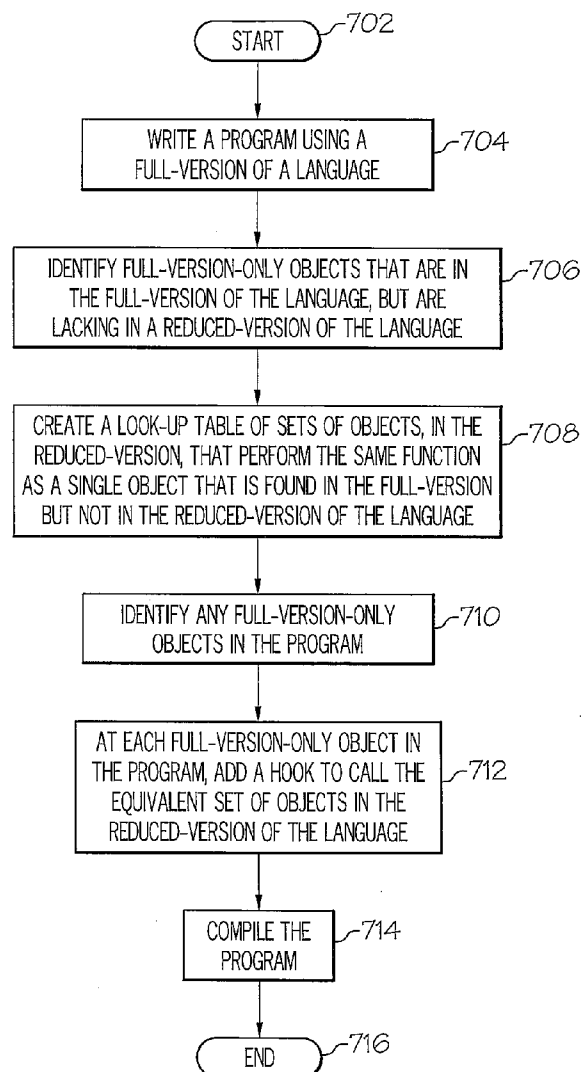 START
702
WRITE A PROGRAM USING A
FULL-VERSION OF A LANGUAGE
704
IDENTIFY FULL-VERSION-ONLY OBJECTS THAT ARE IN
THE FULL-VERSION OF THE LANGUAGE, BUT ARE
LACKING IN A REDUCED-VERSION OF THE LANGUAGE
706
CREATE A LOOK-UP TABLE OF SETS OF OBJECTS, IN THE
REDUCED-VERSION, THAT PERFORM THE SAME FUNCTION
AS A SINGLE OBJECT THAT IS FOUND IN THE FULL-VERSION
BUT NOT IN THE REDUCED-VERSION OF THE LANGUAGE
708
IDENTIFY ANY FULL-VERSION-ONLY
OBJECTS IN THE PROGRAM
710
AT EACH FULL-VERSION-ONLY OBJECT IN
THE PROGRAM, ADD A HOOK TO CALL THE
EQUIVALENT SET OF OBJECTS IN THE
REDUCED-VERSION OF THE LANGUAGE
712
COMPILE THE
PROGRAM
714
END
716